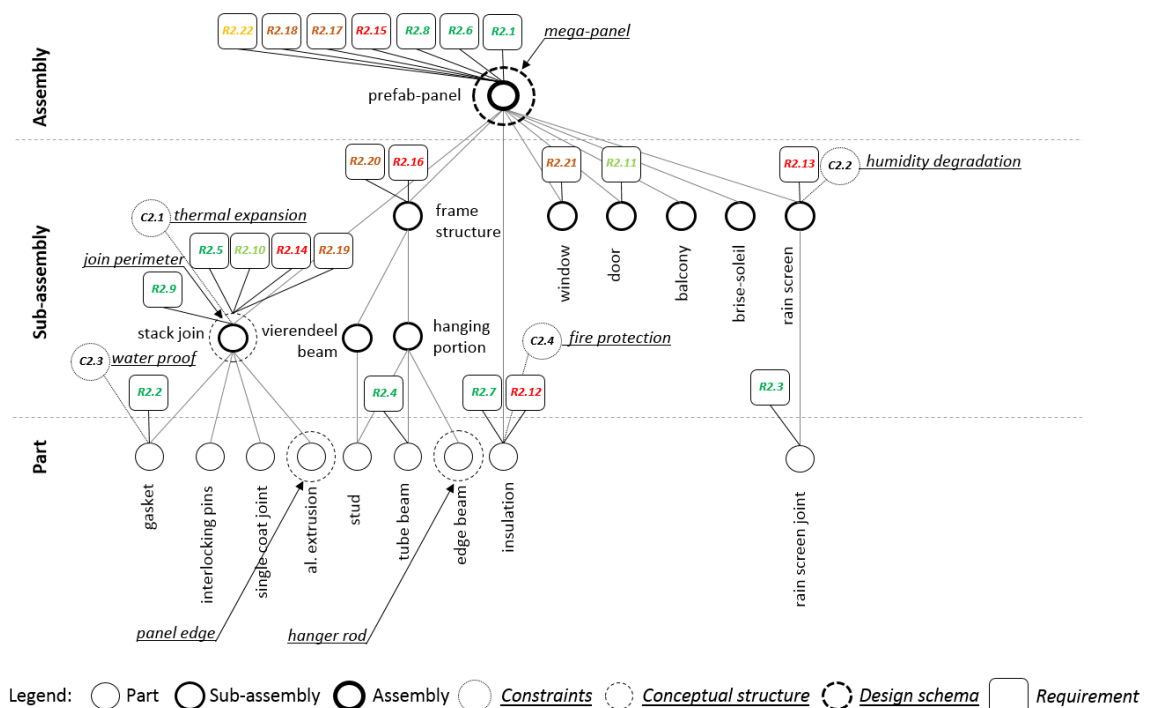 R2.22 R2.18 R2.17 R2.15 R2.8 R2.6 R2.1
mega-panel
Assembly
prefab-panel
R2.20 R2.16 R2.21 R2.11 R2.13 C2.2 humidity degradation
C2.1 thermal expansion
frame
structure
R2.5 R2.10 R2.14 R2.19
join perimeter
Sub-assembly
window
door
balcony
brise-soleil
rain screen
R2.9
stack join
vierendeel
beam
hanging
portion
C2.4 fire protection
C2.3 water proof
R2.2 R2.4 R2.7 R2.12 R2.3
Part
gasket
interlocking pins
single coat joint
al. extrusion
stud
tube beam
edge beam
insulation
rain screen joint
panel edge
hanger rod
Legend: Part Sub-assembly Assembly Constraints Conceptual structure Design schema Requirement